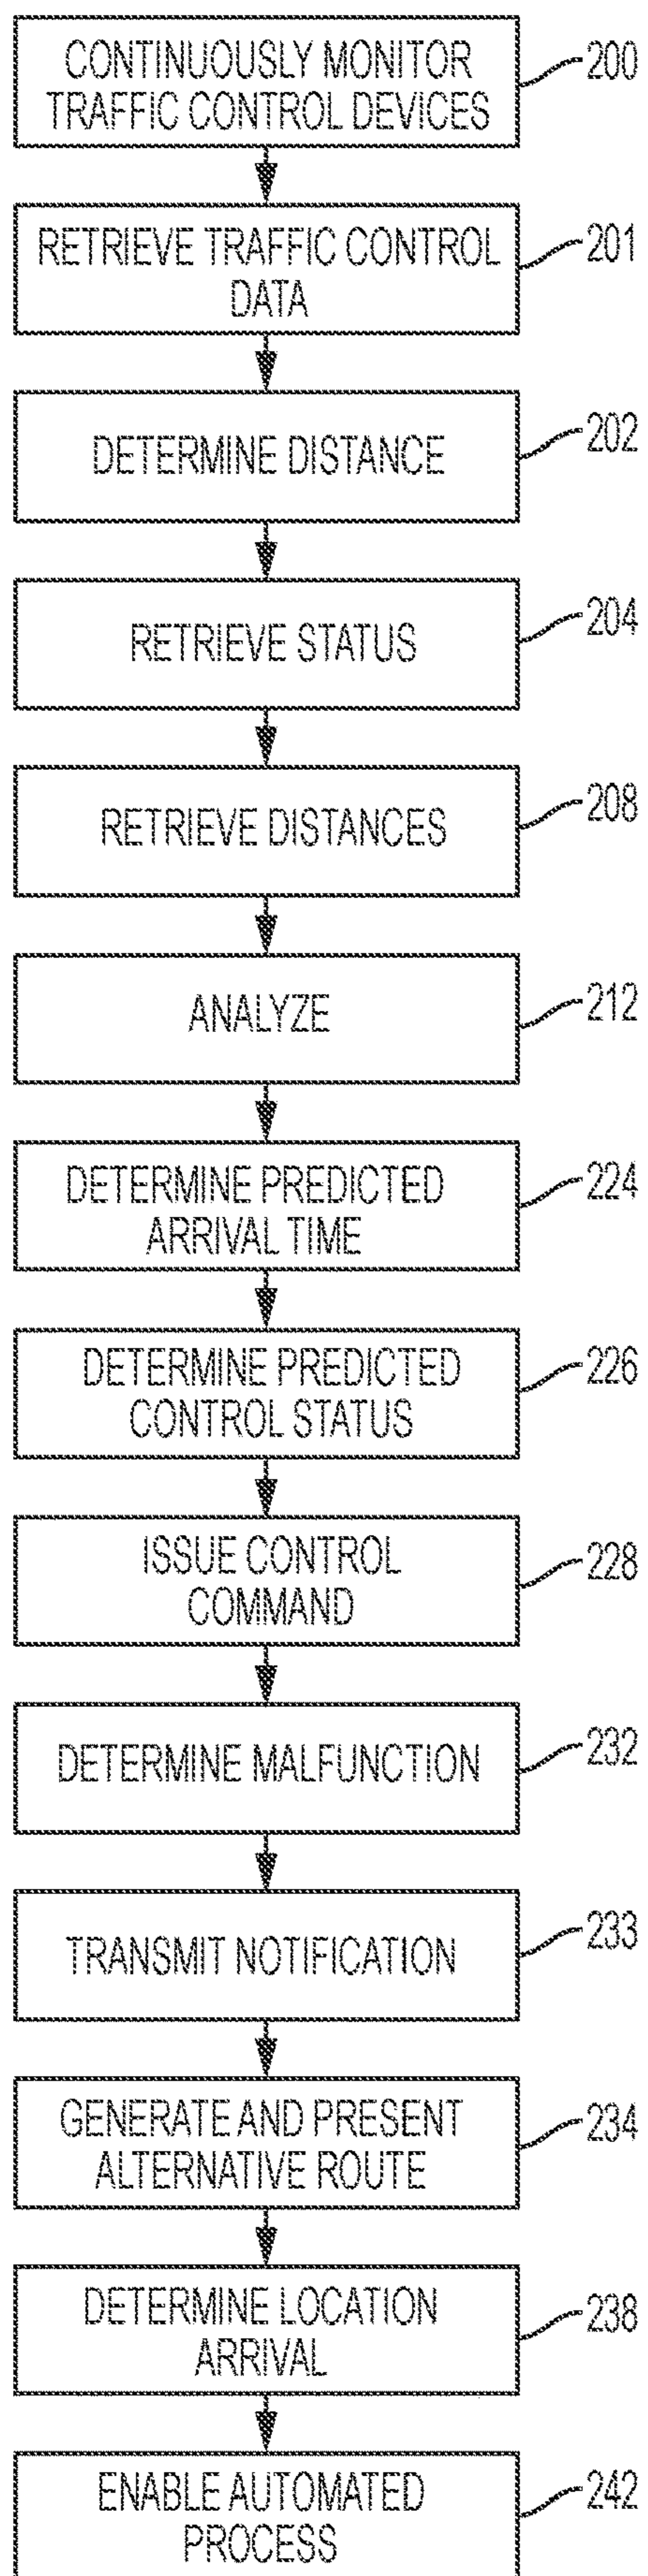 CONTINUOUSLY MONITOR
TRAFFIC CONTROL DEVICES
200
RETRIEVE TRAFFIC CONTROL
DATA
201
DETERMINE DISTANCE
202
RETRIEVE STATUS
204
RETRIEVE DISTANCES
208
ANALYZE
212
DETERMINE PREDICTED
ARRIVAL TIME
224
DETERMINE PREDICTED
CONTROL STATUS
226
ISSUE CONTROL
COMMAND
228
DETERMINE MALFUNCTION
232
TRANSMIT NOTIFICATION
233
GENERATE AND PRESENT
ALTERNATIVE ROUTE
234
DETERMINE LOCATION
ARRIVAL
238
ENABLE AUTOMATED
PROCESS
242